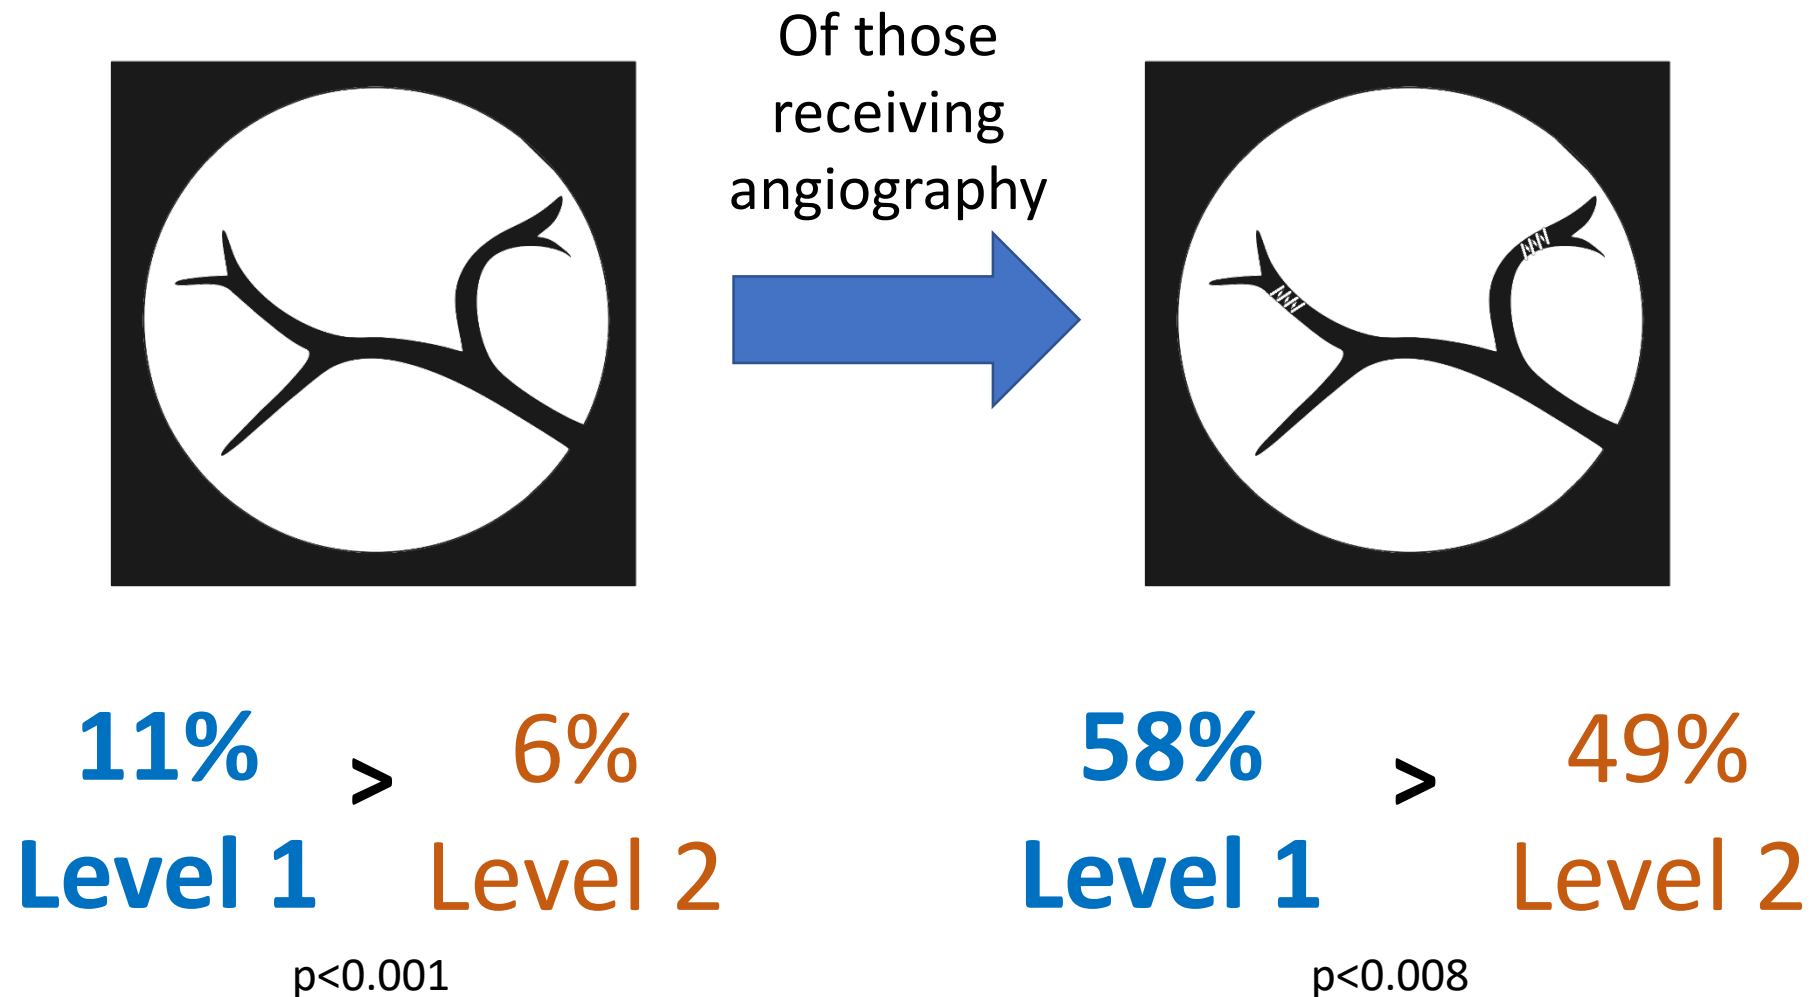 Of those
receiving
angiography
11% > 6%
Level 1 Level 2
p<0.001
58% > 49%
Level 1 Level 2
p<0.008